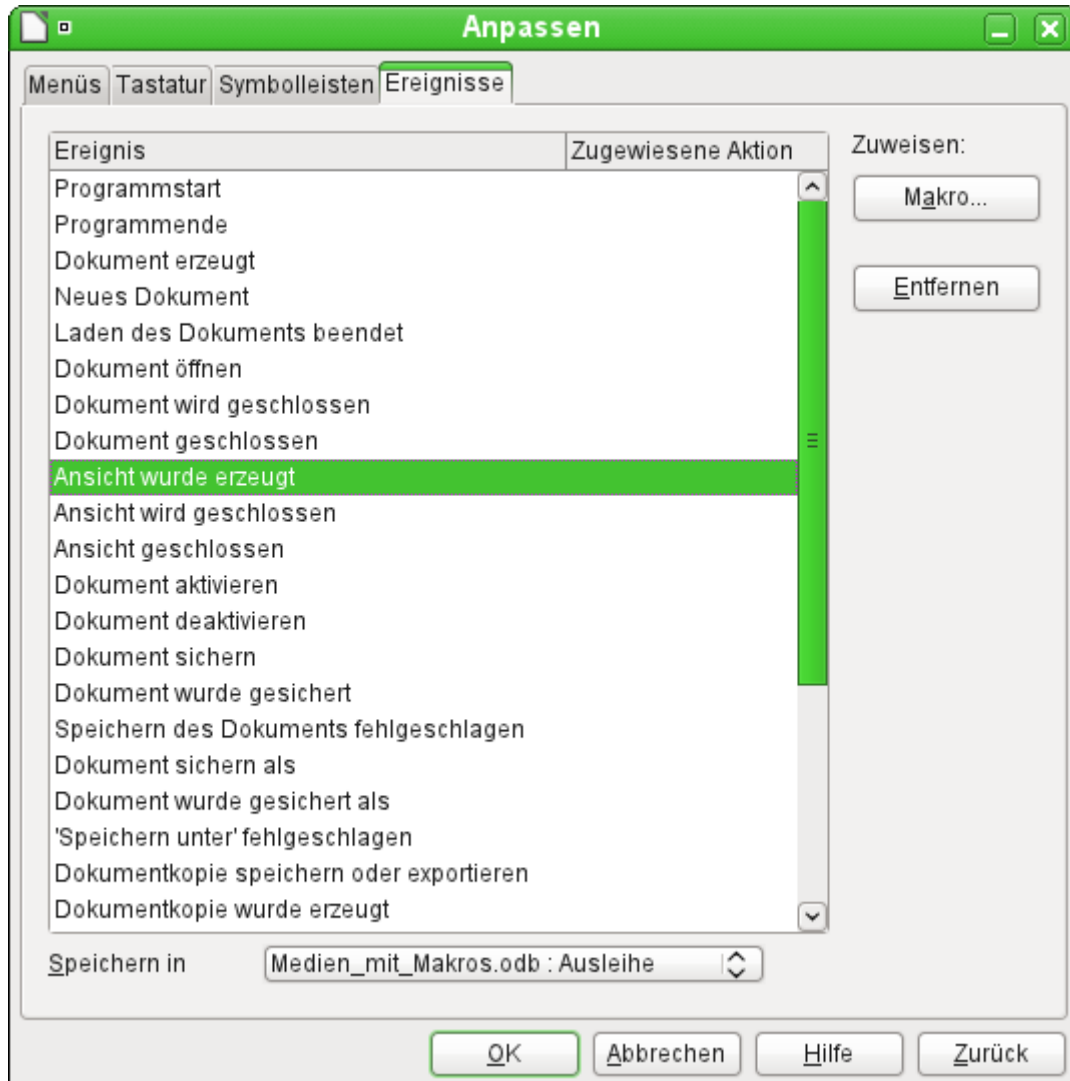 Anpassen
Menüs Tastatur Symbolleisten Ereignisse
Ereignis Zugewiesene Aktion
Zuweisen:
Programmstart
Makro...
Programmende
Dokument erzeugt
Entfernen
Neues Dokument
Laden des Dokuments beendet
Dokument öffnen
Dokument wird geschlossen
Dokument geschlossen
Ansicht wurde erzeugt
Ansicht wird geschlossen
Ansicht geschlossen
Dokument aktivieren
Dokument deaktivieren
Dokument sichern
Dokument wurde gesichert
Speichern des Dokuments fehlgeschlagen
Dokument sichern als
Dokument wurde gesichert als
'Speichern unter' fehlgeschlagen
Dokumentkopie speichern oder exportieren
Dokumentkopie wurde erzeugt
Speichern in Medien_mit_Makros.odb : Ausleihe
OK Abbrechen Hilfe Zurück